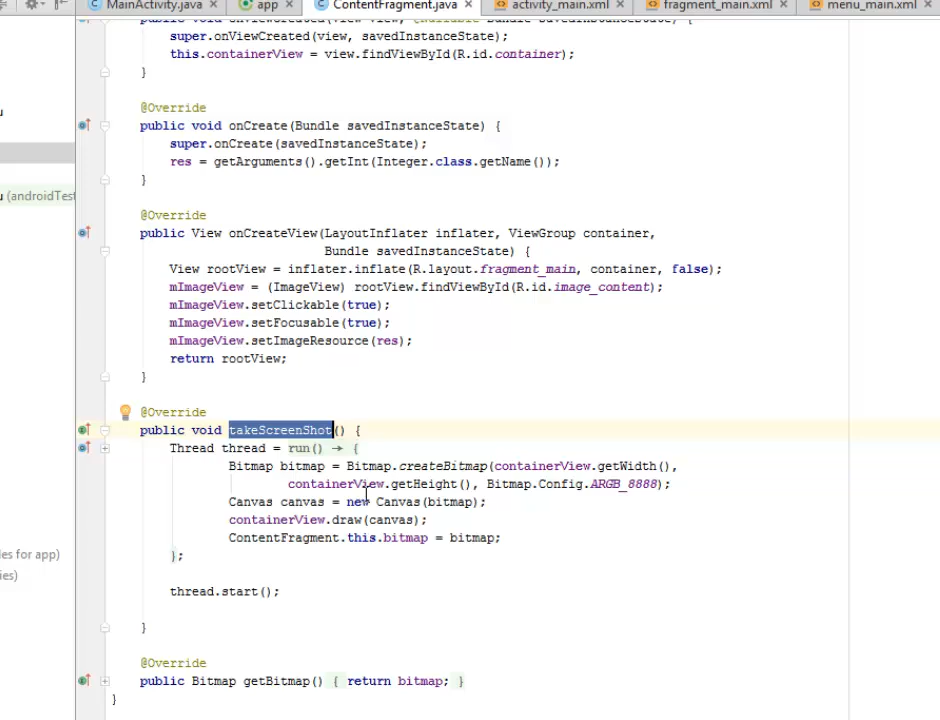 MainActivity.java × app × ContentFragment.java × activity_main.xml × fragment_main.xml × menu_main.xml ×
super.onViewCreated(view, savedInstanceState);
this.containerView = view.findViewById(R.id.container);
}
@Override
public void onCreate(Bundle savedInstanceState) {
super.onCreate(savedInstanceState);
res = getArguments().getInt(Integer.class.getName());
}
u (androidTest
@Override
public View onCreateView(LayoutInflater inflater, ViewGroup container,
Bundle savedInstanceState) {
View rootView = inflater.inflate(R.layout.fragment_main, container, false);
mImageView = (ImageView) rootView.findViewById(R.id.image_content);
mImageView.setClickable(true);
mImageView.setFocusable(true);
mImageView.setImageResource(res);
return rootView;
}
@Override
public void takeScreenShot() {
Thread thread = run() → {
Bitmap bitmap = Bitmap.createBitmap(containerView.getWidth(),
containerView.getHeight(), Bitmap.Config.ARGB_8888);
Canvas canvas = new Canvas(bitmap);
containerView.draw(canvas);
ContentFragment.this.bitmap = bitmap;
};
les for app)
ies)
thread.start();
}
@Override
public Bitmap getBitmap() { return bitmap; }
}